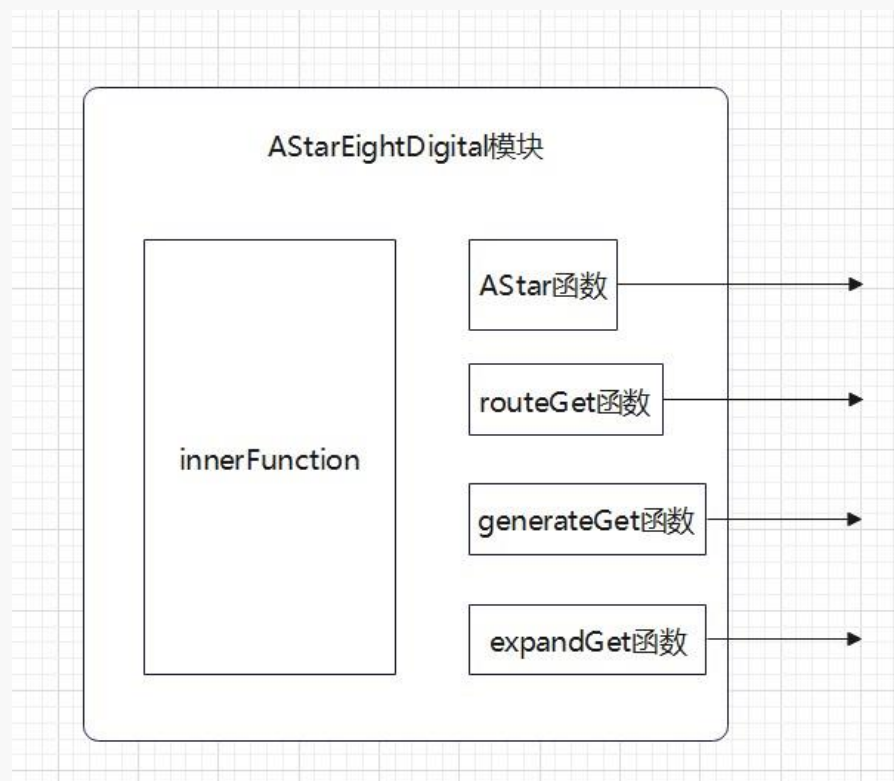 AStarEightDigital模块
AStar函数
routeGet函数
innerFunction
generateGet函数
expandGet函数